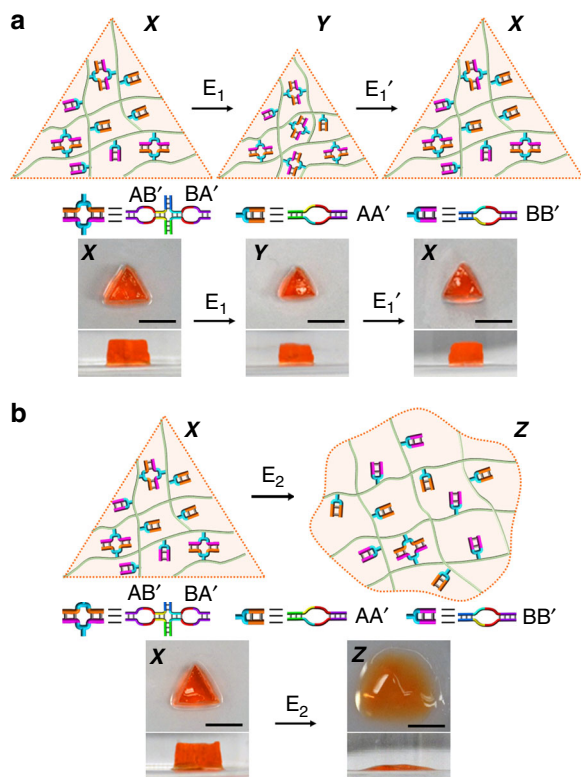 a
X Y X
E1 E1′
AB′ BA′ AA′ BB′
X Y X
E1 E1′
b
X Z
E2
AB′ BA′ AA′ BB′
X Z
E2